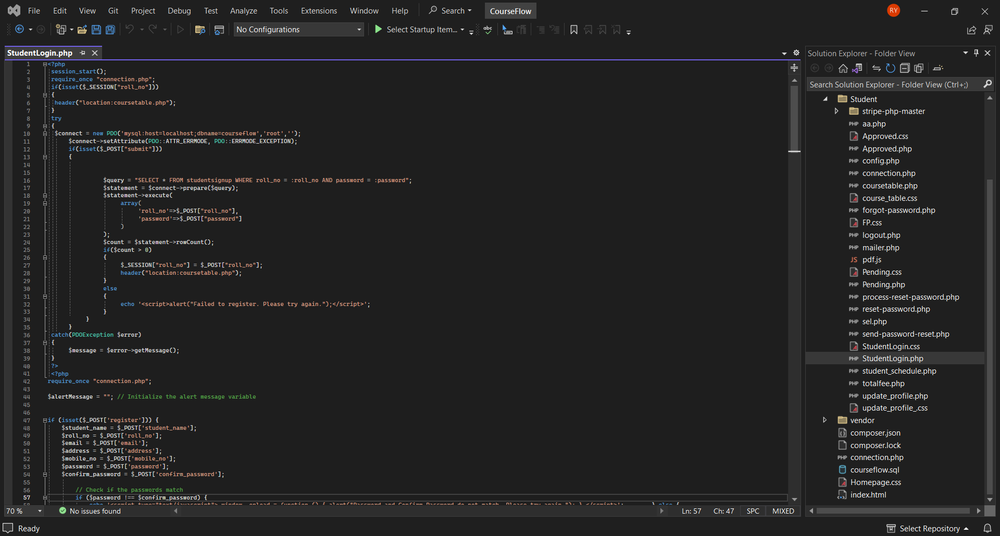 File Edit View Git Project Debug Test Analyze Tools Extensions Window Help Search CourseFlow RY
No Configurations Select Startup Item... abc
StudentLogin.php
1 <?php
2 session_start();
3 require_once "connection.php";
4 if(isset($_SESSION["roll_no"]))
5 {
6 header("location:coursetable.php");
7 }
8 try
9 {
10 $connect = new PDO('mysql:host=localhost;dbname=courseflow','root','');
11 $connect->setAttribute(PDO::ATTR_ERRMODE, PDO::ERRMODE_EXCEPTION);
12 if(isset($_POST["submit"]))
13 {
14
15
16 $query = "SELECT * FROM studentsignup WHERE roll_no = :roll_no AND password = :password";
17 $statement = $connect->prepare($query);
18 $statement->execute(
19 array(
20 'roll_no'=>$_POST["roll_no"],
21 'password'=>$_POST["password"]
22 )
23 );
24 $count = $statement->rowCount();
25 if($count > 0)
26 {
27 $_SESSION["roll_no"] = $_POST["roll_no"];
28 header("location:coursetable.php");
29 }
30 else
31 {
32 echo '<script>alert("Failed to register. Please try again.");</script>';
33 }
34 }
35 }
36 catch(PDOException $error)
37 {
38 $message = $error->getMessage();
39 }
40 ?>
41 <?php
42 require_once "connection.php";
43
44 $alertMessage = ""; // Initialize the alert message variable
45
46
47 if (isset($_POST['register'])) {
48 $student_name = $_POST['student_name'];
49 $roll_no = $_POST['roll_no'];
50 $email = $_POST['email'];
51 $address = $_POST['address'];
52 $mobile_no = $_POST['mobile_no'];
53 $password = $_POST['password'];
54 $confirm_password = $_POST['confirm_password'];
55
56 // Check if the passwords match
57 if ($password !== $confirm_password) {
70 % No issues found Ln: 57 Ch: 47 SPC MIXED
Solution Explorer - Folder View
Search Solution Explorer - Folder View (Ctrl+;)
Student
stripe-php-master
PHP aa.php
Approved.css
PHP Approved.php
PHP config.php
PHP connection.php
PHP coursetable.php
course_table.css
PHP forgot-password.php
FP.css
PHP logout.php
PHP mailer.php
JS pdf.js
Pending.css
PHP Pending.php
PHP process-reset-password.php
PHP reset-password.php
PHP sel.php
PHP send-password-reset.php
StudentLogin.css
PHP StudentLogin.php
PHP student_schedule.php
PHP totalfee.php
PHP update_profile.php
update_profile_.css
vendor
composer.json
composer.lock
PHP connection.php
courseflow.sql
Homepage.css
index.html
Ready Select Repository